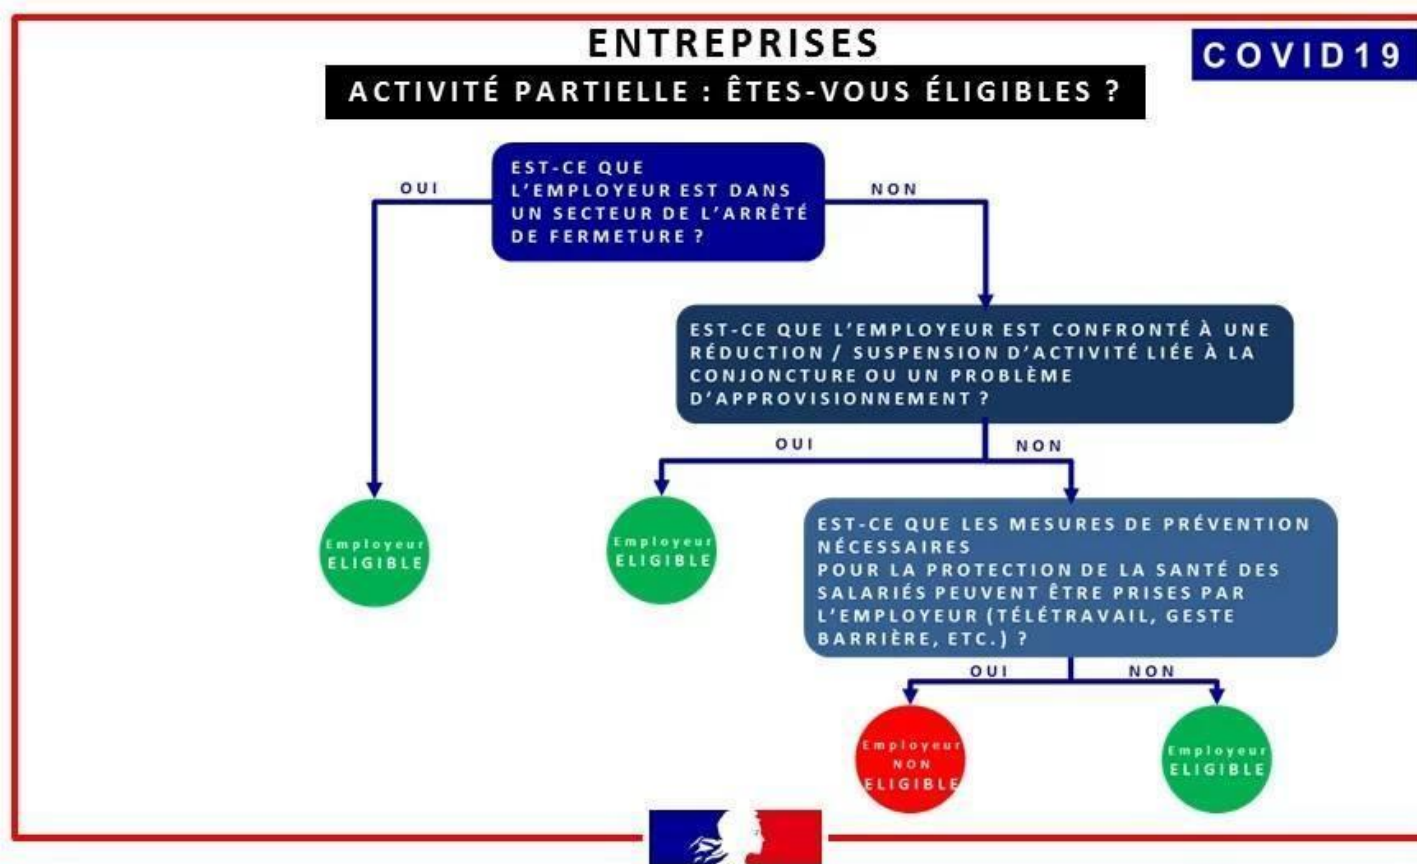 ENTREPRISES
COVID19
ACTIVITÉ PARTIELLE : ÊTES-VOUS ÉLIGIBLES ?
EST-CE QUE
L'EMPLOYEUR EST DANS
UN SECTEUR DE L'ARRÊTÉ
DE FERMETURE ?
OUI
NON
EST-CE QUE L'EMPLOYEUR EST CONFRONTÉ À UNE
RÉDUCTION / SUSPENSION D'ACTIVITÉ LIÉE À LA
CONJONCTURE OU UN PROBLÈME
D'APPROVISIONNEMENT ?
OUI
NON
Employeur
ELIGIBLE
Employeur
ELIGIBLE
EST-CE QUE LES MESURES DE PRÉVENTION
NÉCESSAIRES
POUR LA PROTECTION DE LA SANTÉ DES
SALARIÉS PEUVENT ÊTRE PRISES PAR
L'EMPLOYEUR (TÉLÉTRAVAIL, GESTE
BARRIÈRE, ETC.) ?
OUI
NON
Employeur
NON
ELIGIBLE
Employeur
ELIGIBLE